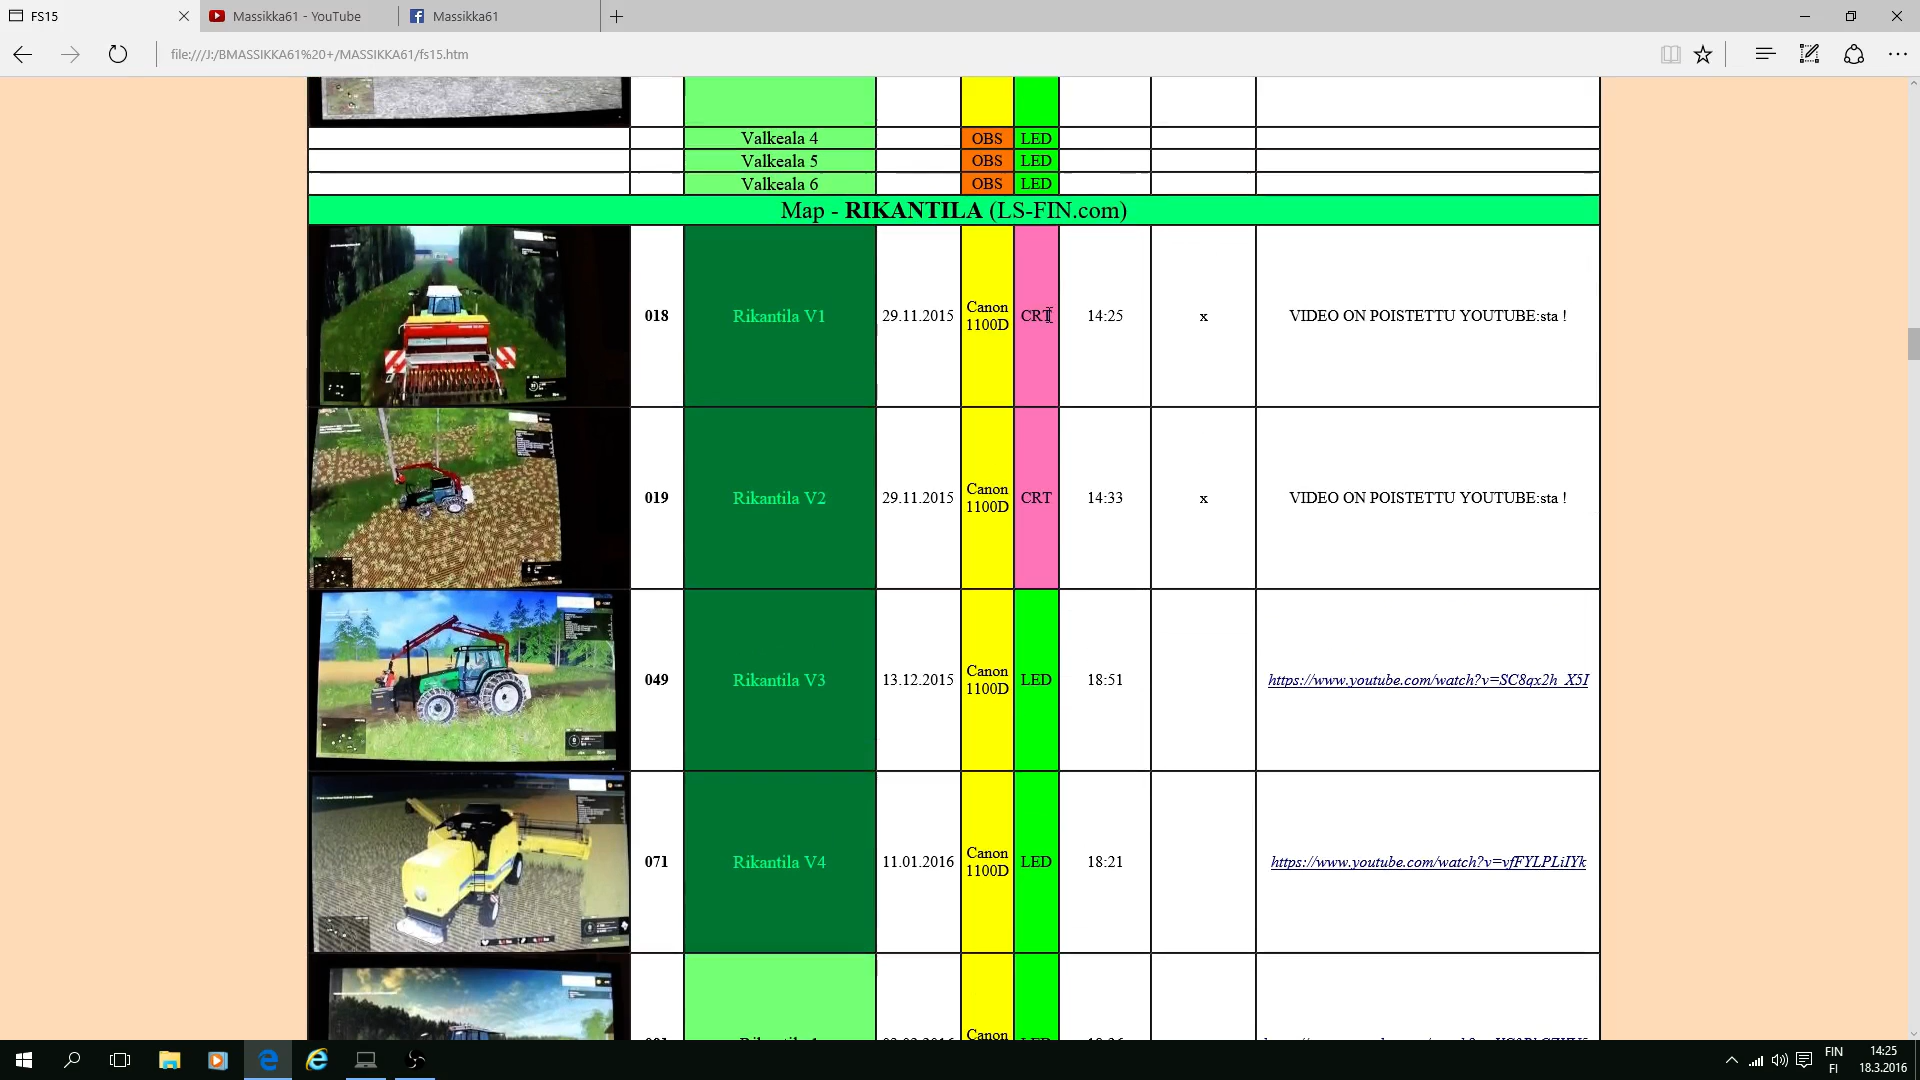 FS15
Massikka61 - YouTube
Massikka61
file:///J:/BMASSIKKA61%20+/MASSIKKA61/fs15.htm
Valkeala 4 OBS LED
Valkeala 5 OBS LED
Valkeala 6 OBS LED
Map - RIKANTILA (LS-FIN.com)
018 Rikantila V1 29.11.2015 Canon 1100D CRT 14:25 x VIDEO ON POISTETTU YOUTUBE:sta !
019 Rikantila V2 29.11.2015 Canon 1100D CRT 14:33 x VIDEO ON POISTETTU YOUTUBE:sta !
049 Rikantila V3 13.12.2015 Canon 1100D LED 18:51 https://www.youtube.com/watch?v=SC8qx2h_X5I
071 Rikantila V4 11.01.2016 Canon 1100D LED 18:21 https://www.youtube.com/watch?v=vfFYLPLiIYk
Canon
FIN
FI
14:25
18.3.2016